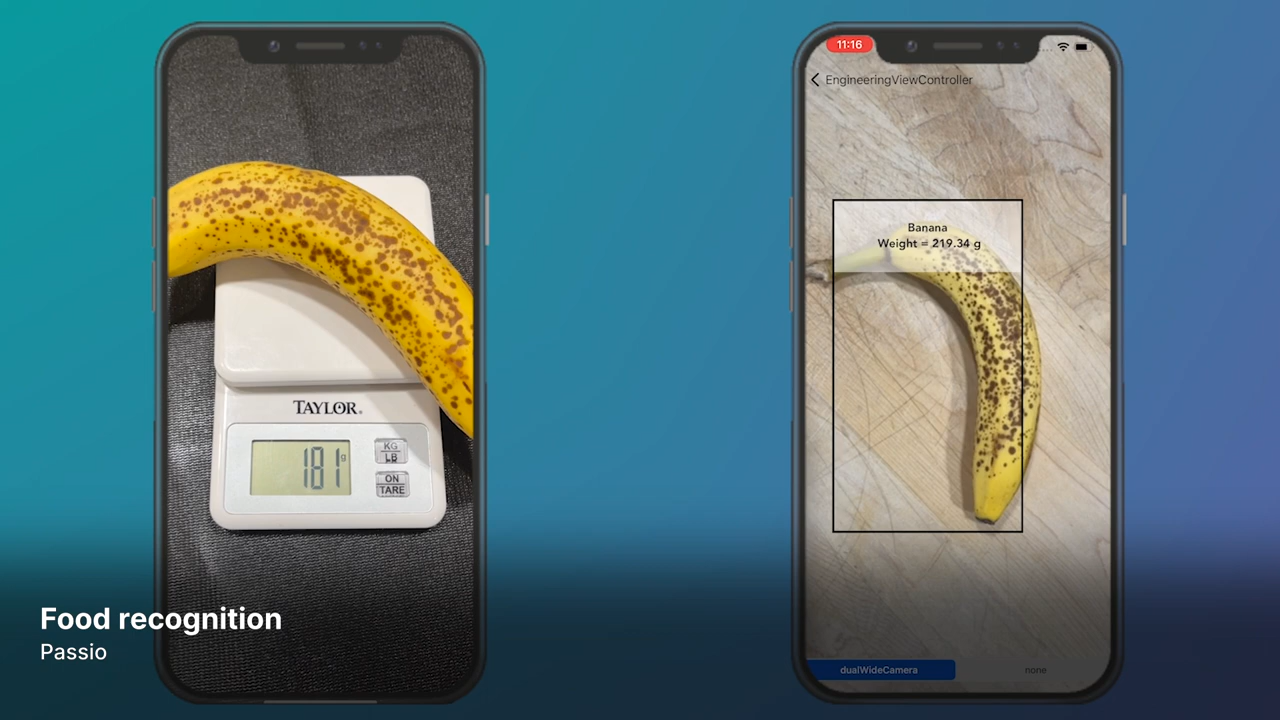 TAYLOR®
181 g
KG
LB
ON
TARE
11:16
EngineeringViewController
Banana
Weight = 219.34 g
dualWideCamera
none
Food recognition
Passio